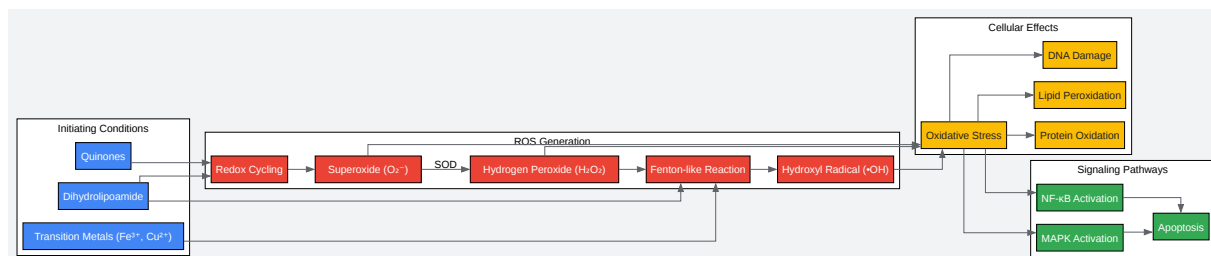 Cellular Effects
DNA Damage
Lipid Peroxidation
Oxidative Stress
Protein Oxidation
Initiating Conditions
Quinones
Dihydrolipoamide
Transition Metals (Fe³⁺, Cu²⁺)
ROS Generation
Redox Cycling
Superoxide (O₂⁻)
SOD
Hydrogen Peroxide (H₂O₂)
Fenton-like Reaction
Hydroxyl Radical (•OH)
Signaling Pathways
NF-κB Activation
MAPK Activation
Apoptosis